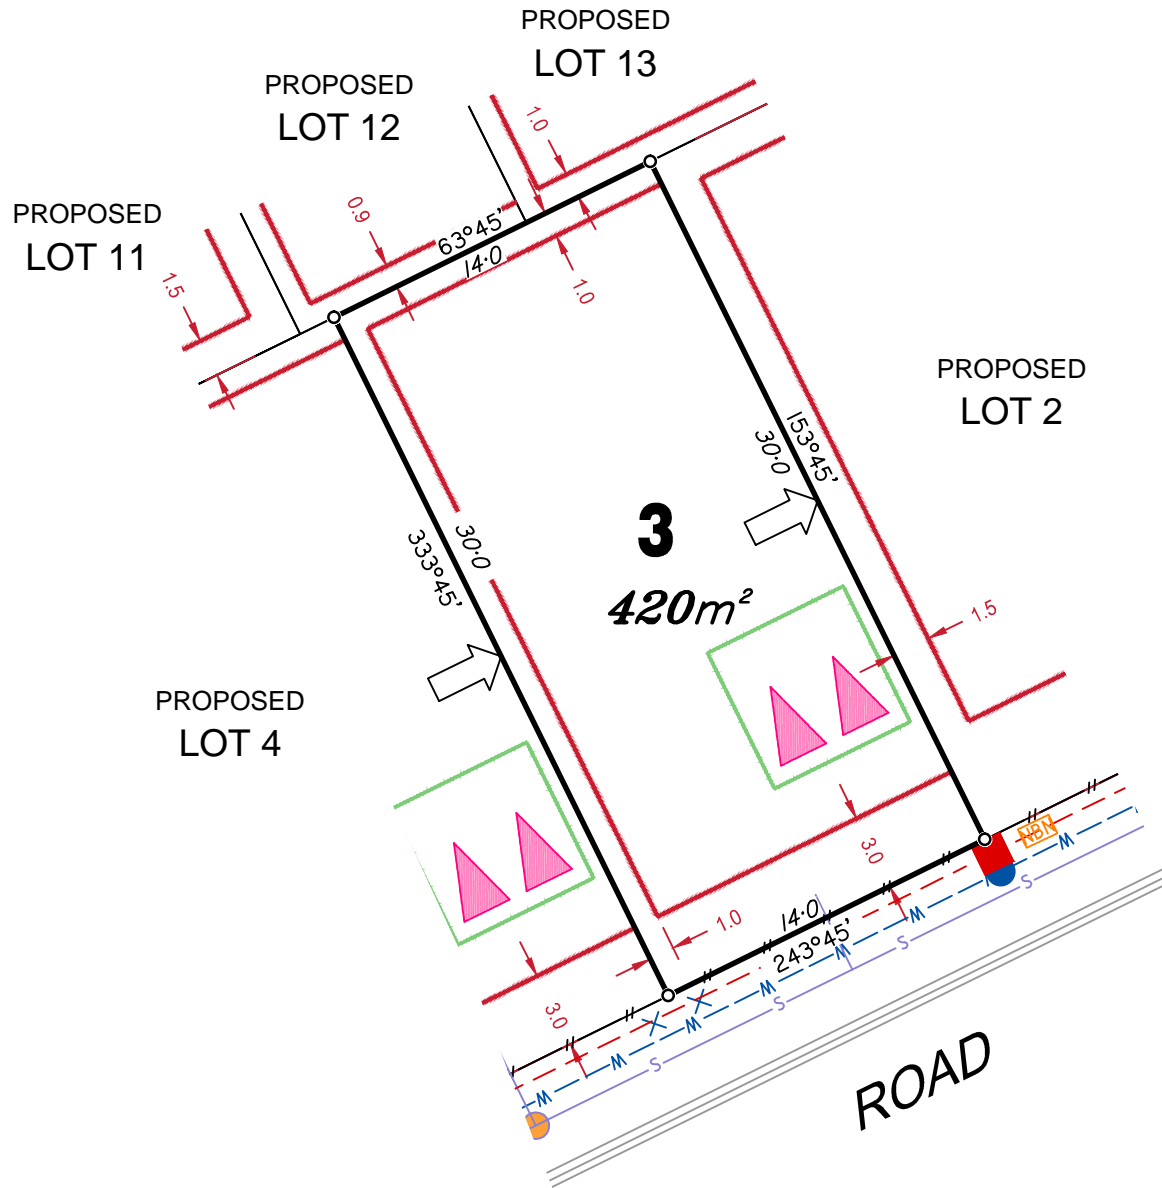 PROPOSED
LOT 13
PROPOSED
LOT 12
PROPOSED
LOT 11
1.0
0.9
63°45'
14·0
1.5
1.0
PROPOSED
LOT 2
153°45'
30·0
3
420m²
333°45'
30·0
1.5
PROPOSED
LOT 4
3.0
1.0
14·0
243°45'
3.0
NBN
W
S
W
S
W
W
S
W
W
S
W
ROAD